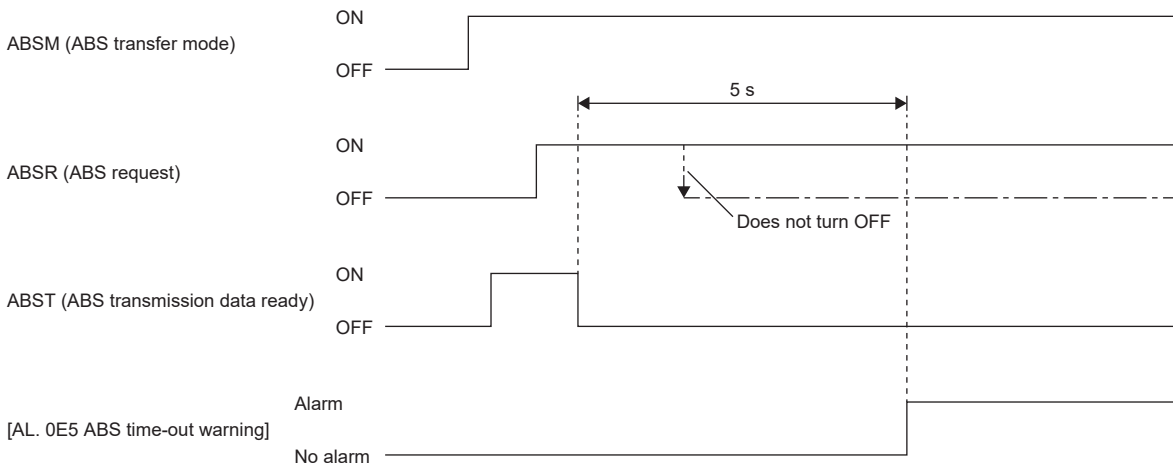 ON
ABSM (ABS transfer mode)
OFF
5 s
ON
ABSR (ABS request)
OFF
Does not turn OFF
ON
ABST (ABS transmission data ready)
OFF
Alarm
[AL. 0E5 ABS time-out warning]
No alarm